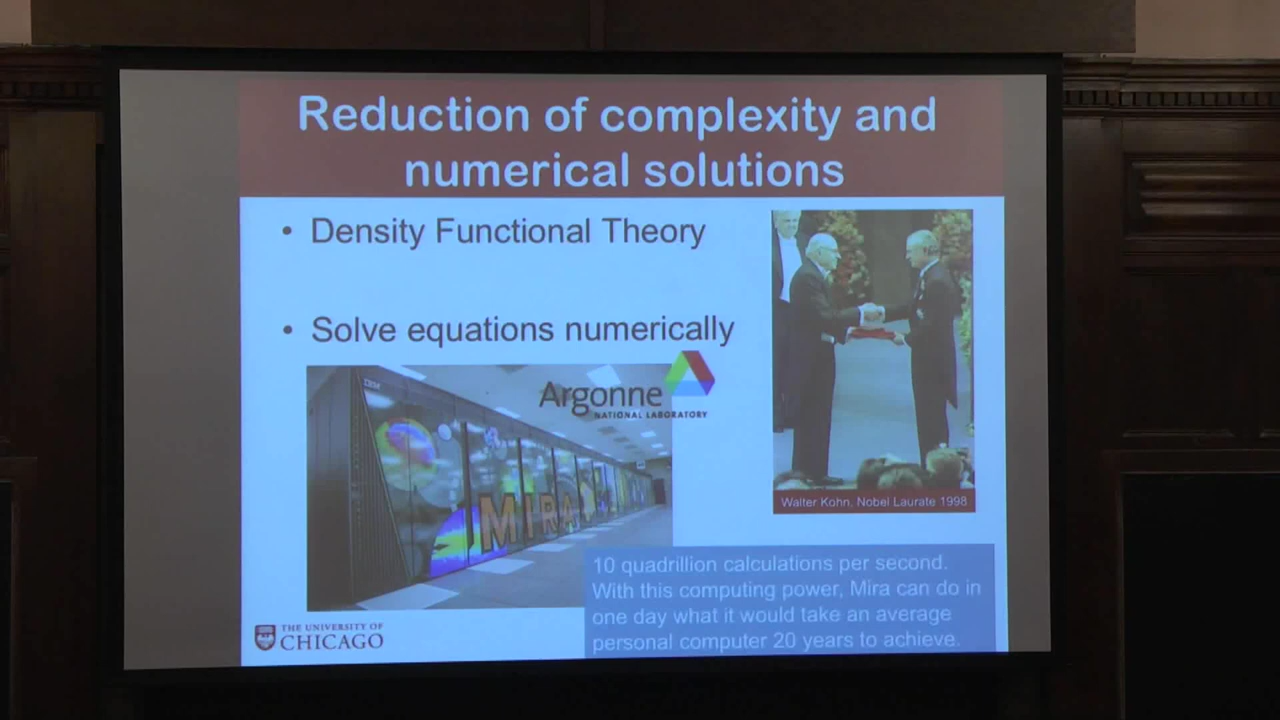 Reduction of complexity and
numerical solutions
• Density Functional Theory
• Solve equations numerically
IBM
Argonne
NATIONAL LABORATORY
MIRA
Walter Kohn, Nobel Laurate 1998
10 quadrillion calculations per second.
With this computing power, Mira can do in
one day what it would take an average
personal computer 20 years to achieve.
THE UNIVERSITY OF
CHICAGO